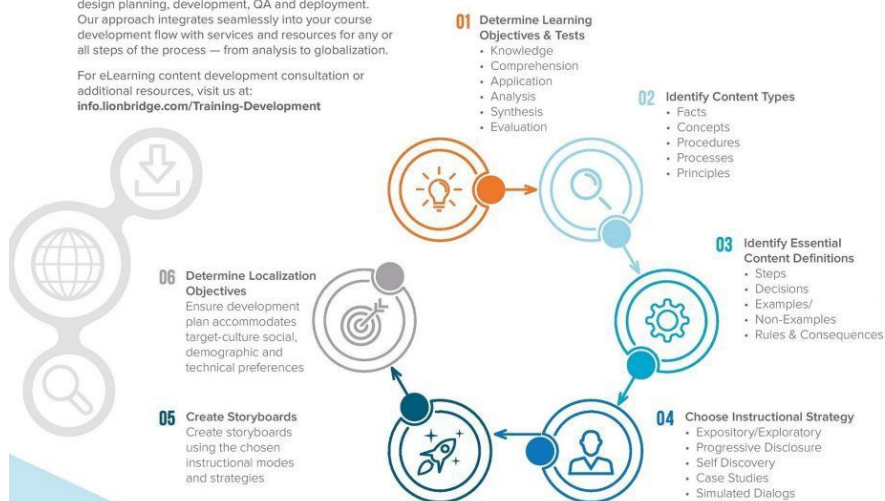 design planning, development, QA and deployment.
Our approach integrates seamlessly into your course
development flow with services and resources for any or
all steps of the process — from analysis to globalization.
For eLearning content development consultation or
additional resources, visit us at:
info.lionbridge.com/Training-Development
01 Determine Learning
Objectives & Tests
• Knowledge
• Comprehension
• Application
• Analysis
• Synthesis
• Evaluation
02 Identify Content Types
• Facts
• Concepts
• Procedures
• Processes
• Principles
03 Identify Essential
Content Definitions
• Steps
• Decisions
• Examples/
• Non-Examples
• Rules & Consequences
04 Choose Instructional Strategy
• Expository/Exploratory
• Progressive Disclosure
• Self Discovery
• Case Studies
• Simulated Dialogs
05 Create Storyboards
Create storyboards
using the chosen
instructional modes
and strategies
06 Determine Localization
Objectives
Ensure development
plan accommodates
target-culture social,
demographic and
technical preferences